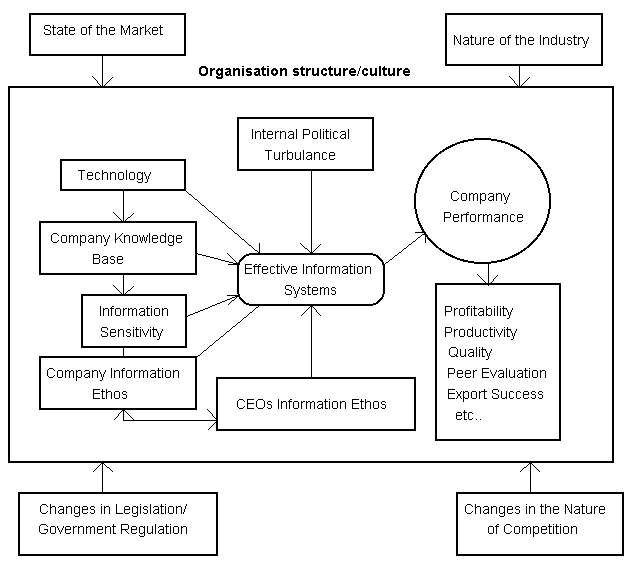 State of the Market
Nature of the Industry
Organisation structure/culture
Internal Political
Turbulance
Technology
Company
Performance
Company Knowledge
Base
Effective Information
Systems
Information
Sensitivity
Profitability
Productivity
Quality
Peer Evaluation
Export Success
etc..
Company Information
Ethos
CEOs Information Ethos
Changes in Legislation/
Government Regulation
Changes in the Nature
of Competition